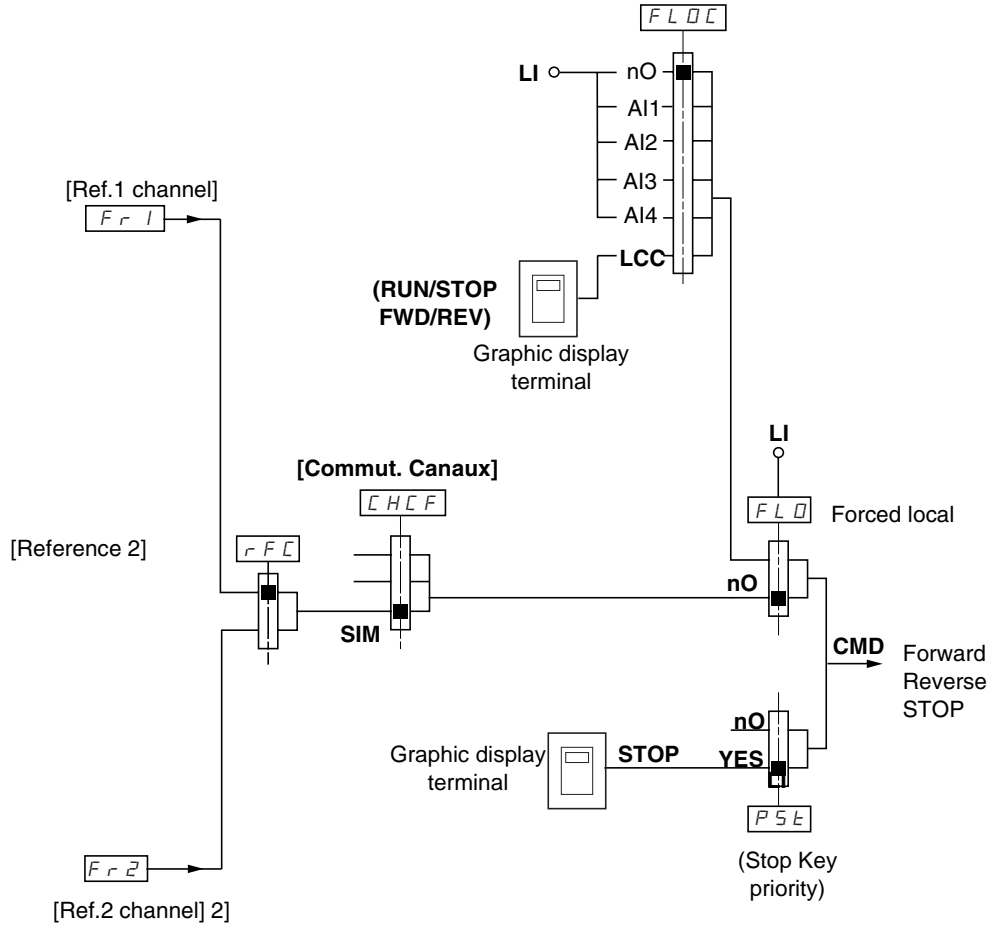 FLOC
LI
nO
AI1
AI2
AI3
AI4
LCC
[Ref.1 channel]
Fr1
(RUN/STOP
FWD/REV)
Graphic display
terminal
LI
[Commut. Canaux]
CHCF
FLO
Forced local
[Reference 2]
rFC
nO
SIM
CMD
Forward
Reverse
STOP
nO
Graphic display
terminal
STOP
YES
PSt
(Stop Key
priority)
Fr2
[Ref.2 channel] 2]